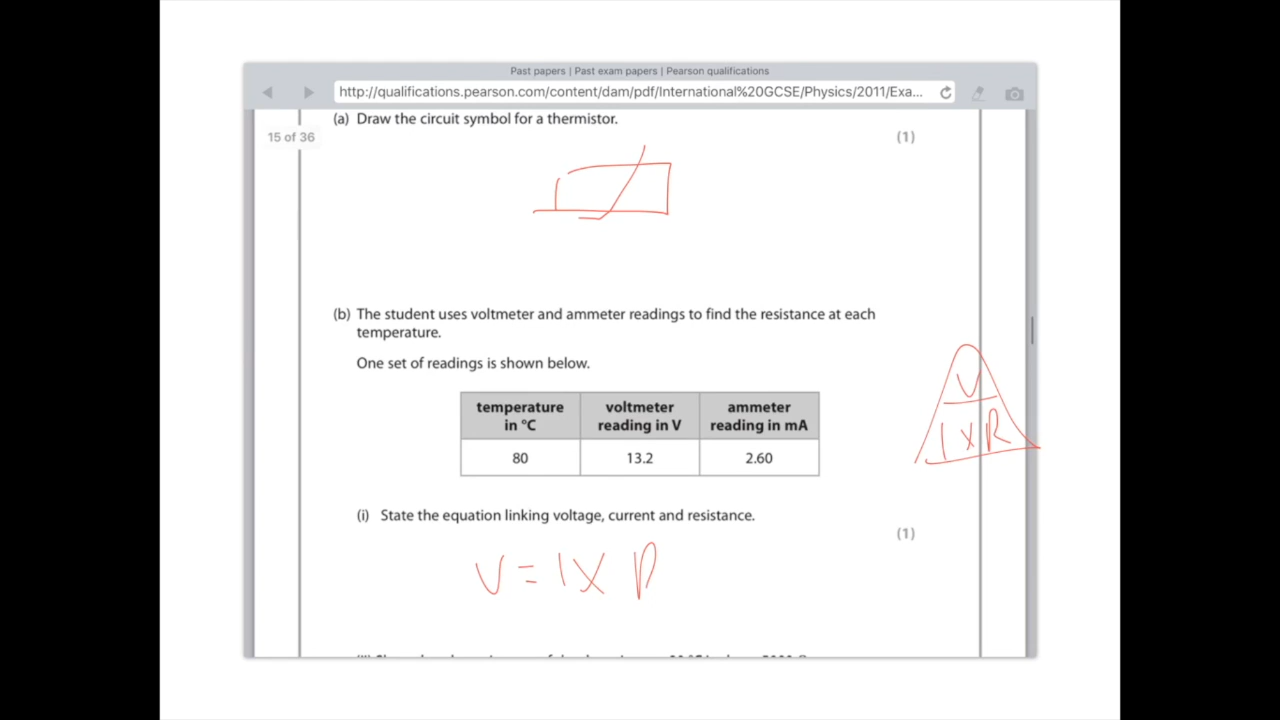 Past papers | Past exam papers | Pearson qualifications
http://qualifications.pearson.com/content/dam/pdf/International%20GCSE/Physics/2011/Exa...
(a) Draw the circuit symbol for a thermistor.
15 of 36
(1)
(b) The student uses voltmeter and ammeter readings to find the resistance at each
temperature.
One set of readings is shown below.
temperature in °C voltmeter reading in V ammeter reading in mA
80 13.2 2.60
V
I X R
(i) State the equation linking voltage, current and resistance.
(1)
V = I X